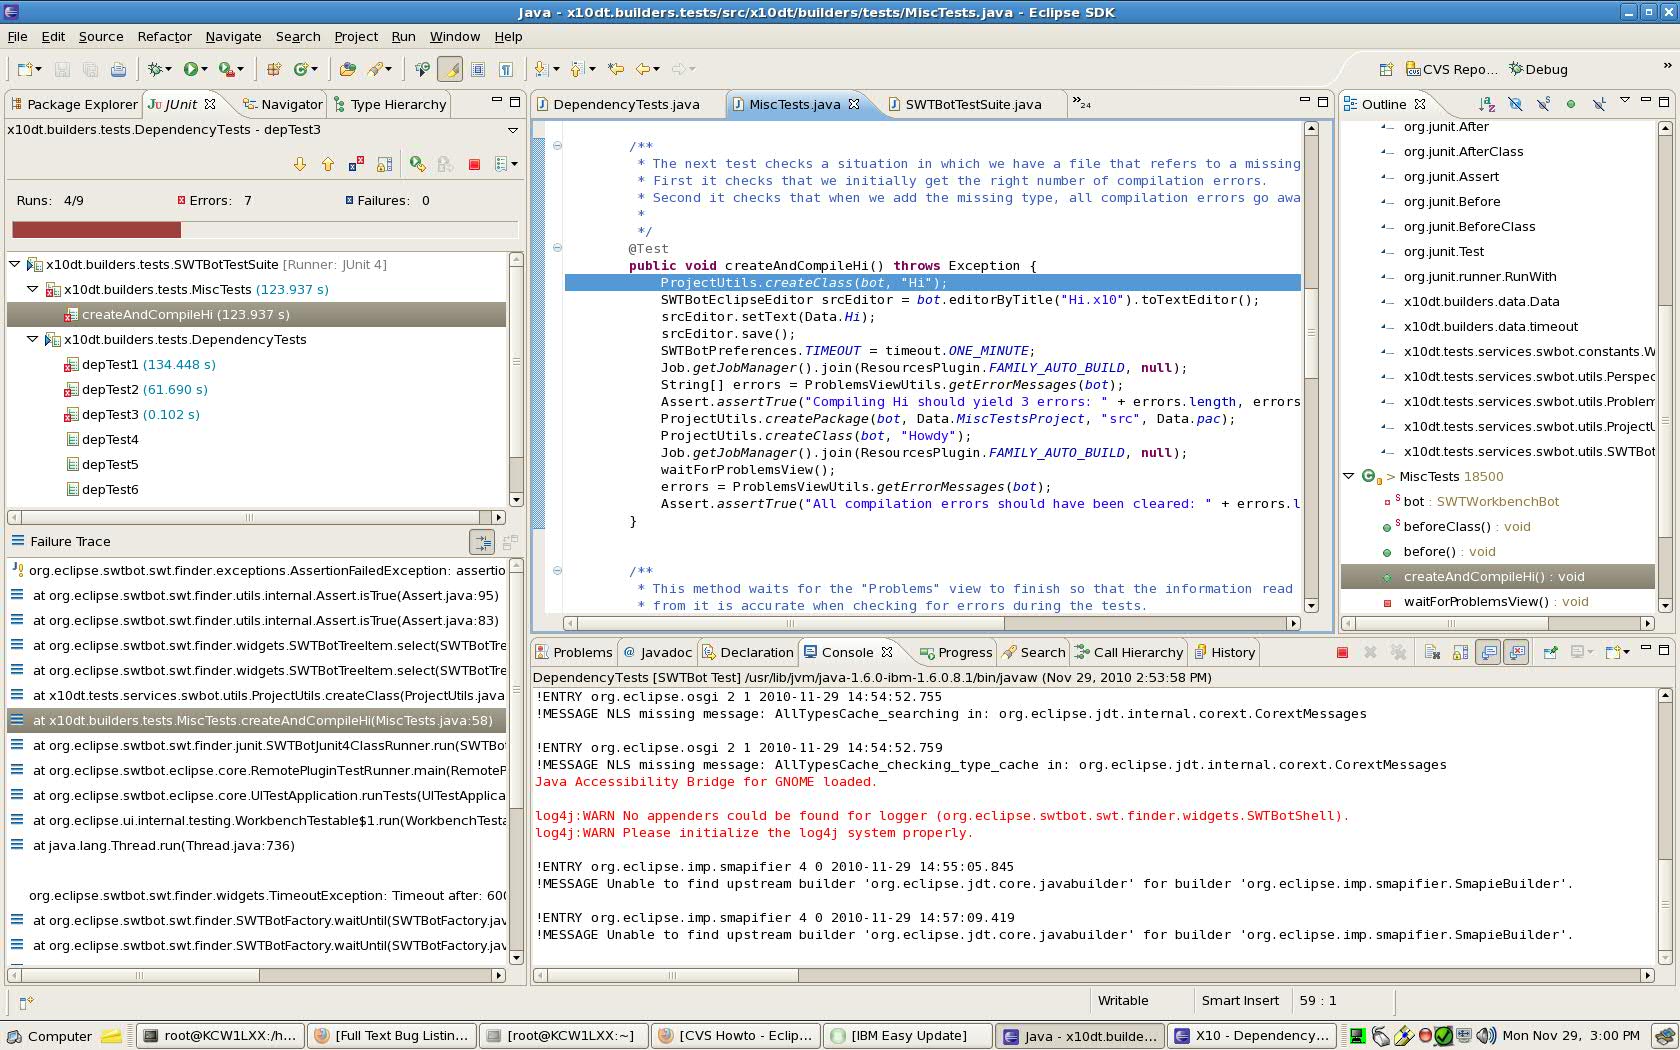 Java - x10dt.builders.tests/src/x10dt/builders/tests/MiscTests.java - Eclipse SDK
File Edit Source Refactor Navigate Search Project Run Window Help
CVS Repo... Debug »
Package Explorer JUnit Navigator Type Hierarchy
x10dt.builders.tests.DependencyTests - depTest3
Runs: 4/9 Errors: 7 Failures: 0
x10dt.builders.tests.SWTBotTestSuite [Runner: JUnit 4]
x10dt.builders.tests.MiscTests (123.937 s)
createAndCompileHi (123.937 s)
x10dt.builders.tests.DependencyTests
depTest1 (134.448 s)
depTest2 (61.690 s)
depTest3 (0.102 s)
depTest4
depTest5
depTest6
Failure Trace
org.eclipse.swtbot.swt.finder.exceptions.AssertionFailedException: assertio
at org.eclipse.swtbot.swt.finder.utils.internal.Assert.isTrue(Assert.java:95)
at org.eclipse.swtbot.swt.finder.utils.internal.Assert.isTrue(Assert.java:83)
at org.eclipse.swtbot.swt.finder.widgets.SWTBotTreeItem.select(SWTBotTre
at org.eclipse.swtbot.swt.finder.widgets.SWTBotTreeItem.select(SWTBotTre
at x10dt.tests.services.swbot.utils.ProjectUtils.createClass(ProjectUtils.java
at x10dt.builders.tests.MiscTests.createAndCompileHi(MiscTests.java:58)
at org.eclipse.swtbot.swt.finder.junit.SWTBotJunit4ClassRunner.run(SWTBo
at org.eclipse.swtbot.eclipse.core.RemotePluginTestRunner.main(RemoteP
at org.eclipse.swtbot.eclipse.core.UITestApplication.runTests(UITestApplica
at org.eclipse.ui.internal.testing.WorkbenchTestable$1.run(WorkbenchTesta
at java.lang.Thread.run(Thread.java:736)
org.eclipse.swtbot.swt.finder.widgets.TimeoutException: Timeout after: 600
at org.eclipse.swtbot.swt.finder.SWTBotFactory.waitUntil(SWTBotFactory.jav
at org.eclipse.swtbot.swt.finder.SWTBotFactory.waitUntil(SWTBotFactory.jav
DependencyTests.java MiscTests.java SWTBotTestSuite.java »24
/**
* The next test checks a situation in which we have a file that refers to a missing
* First it checks that we initially get the right number of compilation errors.
* Second it checks that when we add the missing type, all compilation errors go awa
*
*/
@Test
public void createAndCompileHi() throws Exception {
ProjectUtils.createClass(bot, "Hi");
SWTBotEclipseEditor srcEditor = bot.editorByTitle("Hi.x10").toTextEditor();
srcEditor.setText(Data.Hi);
srcEditor.save();
SWTBotPreferences.TIMEOUT = timeout.ONE_MINUTE;
Job.getJobManager().join(ResourcesPlugin.FAMILY_AUTO_BUILD, null);
String[] errors = ProblemsViewUtils.getErrorMessages(bot);
Assert.assertTrue("Compiling Hi should yield 3 errors: " + errors.length, errors
ProjectUtils.createPackage(bot, Data.MiscTestsProject, "src", Data.pac);
ProjectUtils.createClass(bot, "Howdy");
Job.getJobManager().join(ResourcesPlugin.FAMILY_AUTO_BUILD, null);
waitForProblemsView();
errors = ProblemsViewUtils.getErrorMessages(bot);
Assert.assertTrue("All compilation errors should have been cleared: " + errors.l
}
/**
* This method waits for the "Problems" view to finish so that the information read
* from it is accurate when checking for errors during the tests.
Outline
org.junit.After
org.junit.AfterClass
org.junit.Assert
org.junit.Before
org.junit.BeforeClass
org.junit.Test
org.junit.runner.RunWith
x10dt.builders.data.Data
x10dt.builders.data.timeout
x10dt.tests.services.swbot.constants.W
x10dt.tests.services.swbot.utils.Perspec
x10dt.tests.services.swbot.utils.Problem
x10dt.tests.services.swbot.utils.ProjectU
x10dt.tests.services.swbot.utils.SWTBot
> MiscTests 18500
bot : SWTWorkbenchBot
beforeClass() : void
before() : void
createAndCompileHi() : void
waitForProblemsView() : void
Problems @ Javadoc Declaration Console Progress Search Call Hierarchy History
DependencyTests [SWTBot Test] /usr/lib/jvm/java-1.6.0-ibm-1.6.0.8.1/bin/javaw (Nov 29, 2010 2:53:58 PM)
!ENTRY org.eclipse.osgi 2 1 2010-11-29 14:54:52.755
!MESSAGE NLS missing message: AllTypesCache_searching in: org.eclipse.jdt.internal.corext.CorextMessages
!ENTRY org.eclipse.osgi 2 1 2010-11-29 14:54:52.759
!MESSAGE NLS missing message: AllTypesCache_checking_type_cache in: org.eclipse.jdt.internal.corext.CorextMessages
Java Accessibility Bridge for GNOME loaded.
log4j:WARN No appenders could be found for logger (org.eclipse.swtbot.swt.finder.widgets.SWTBotShell).
log4j:WARN Please initialize the log4j system properly.
!ENTRY org.eclipse.imp.smapifier 4 0 2010-11-29 14:55:05.845
!MESSAGE Unable to find upstream builder 'org.eclipse.jdt.core.javabuilder' for builder 'org.eclipse.imp.smapifier.SmapieBuilder'.
!ENTRY org.eclipse.imp.smapifier 4 0 2010-11-29 14:57:09.419
!MESSAGE Unable to find upstream builder 'org.eclipse.jdt.core.javabuilder' for builder 'org.eclipse.imp.smapifier.SmapieBuilder'.
Writable Smart Insert 59 : 1
Computer root@KCW1LXX:/h... [Full Text Bug Listin... [root@KCW1LXX:~] [CVS Howto - Eclip... [IBM Easy Update] Java - x10dt.builde... X10 - Dependency... Mon Nov 29, 3:00 PM